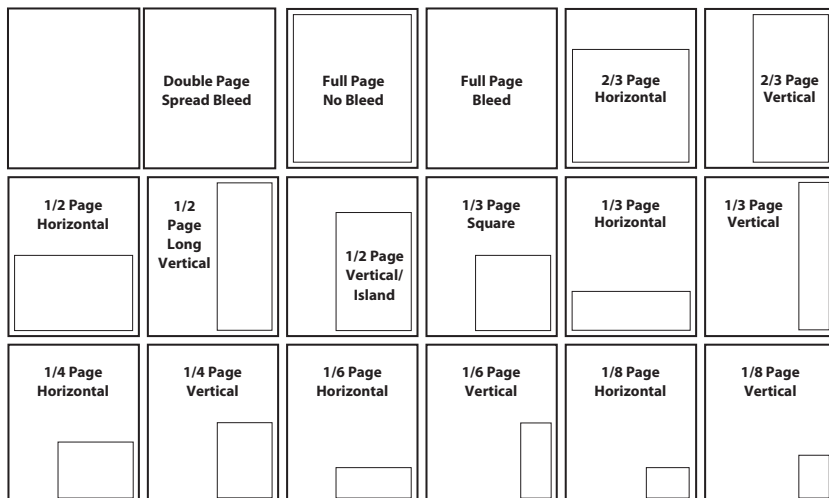 Double Page
Spread Bleed
Full Page
No Bleed
Full Page
Bleed
2/3 Page
Horizontal
2/3 Page
Vertical
1/2 Page
Horizontal
1/2
Page
Long
Vertical
1/2 Page
Vertical/
Island
1/3 Page
Square
1/3 Page
Horizontal
1/3 Page
Vertical
1/4 Page
Horizontal
1/4 Page
Vertical
1/6 Page
Horizontal
1/6 Page
Vertical
1/8 Page
Horizontal
1/8 Page
Vertical